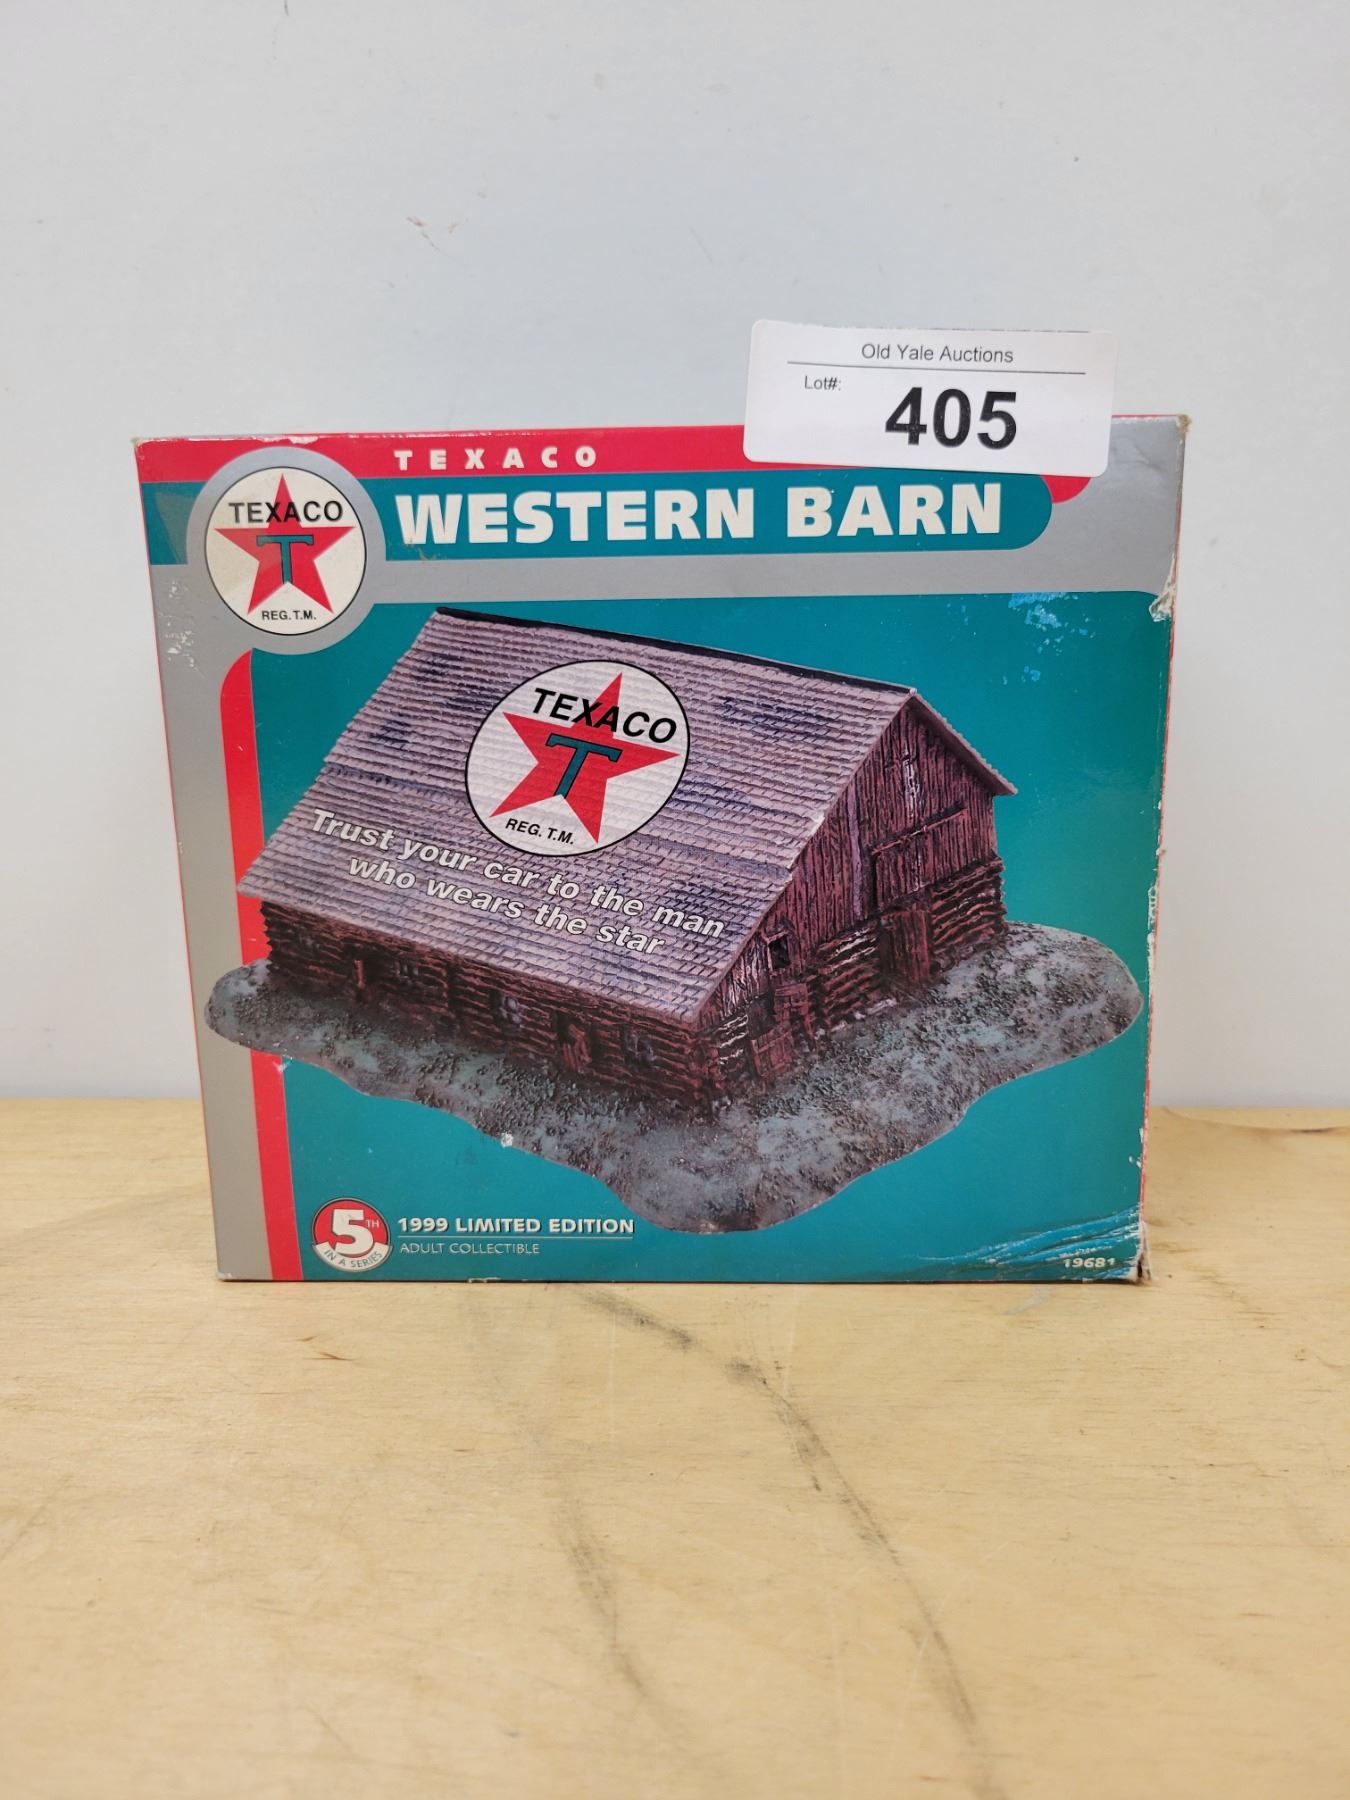 Old Yale Auctions
Lot#:
405
TEXACO
WESTERN BARN
TEXACO
T
REG. T.M.
TEXACO
T
REG. T.M.
Trust your car to the man
who wears the star
5TH
IN A SERIES
1999 LIMITED EDITION
ADULT COLLECTIBLE
19681